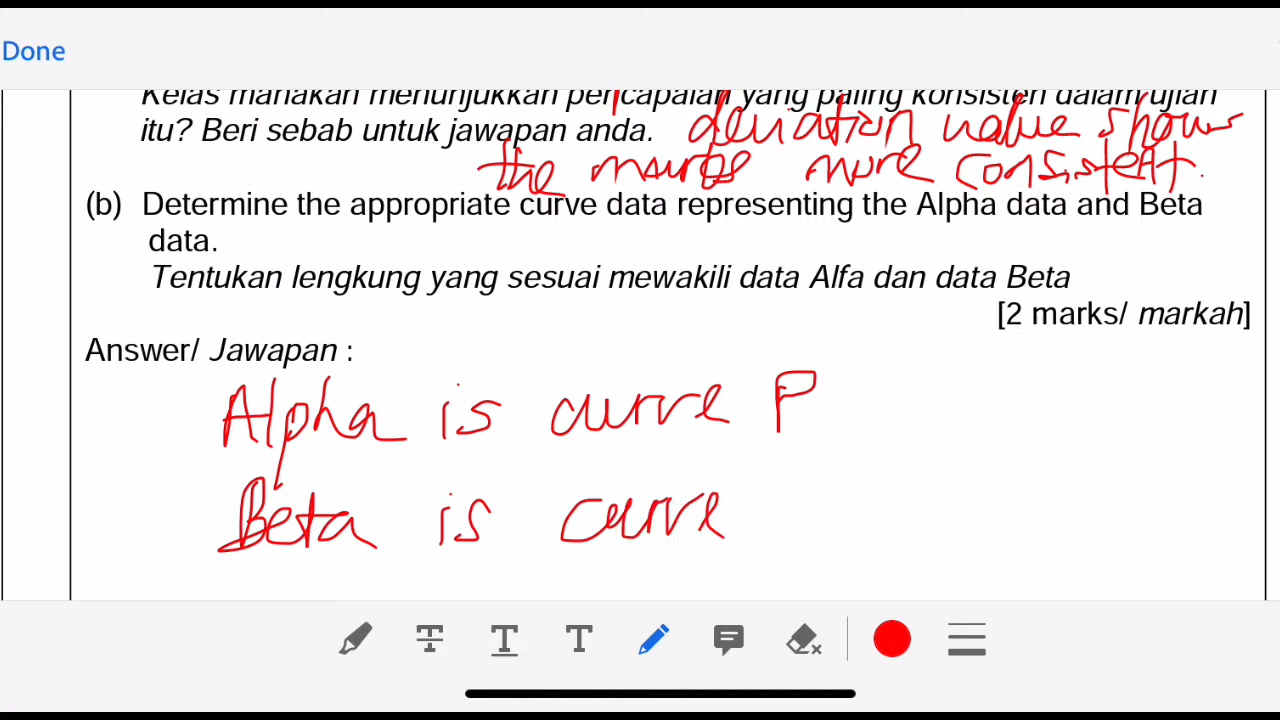 Done
Kelas manakah menunjukkan pencapaian yang paling konsisten dalam ujian
itu? Beri sebab untuk jawapan anda. deviation value shows
the marks more consistent.
(b) Determine the appropriate curve data representing the Alpha data and Beta
data.
Tentukan lengkung yang sesuai mewakili data Alfa dan data Beta
[2 marks/ markah]
Answer/ Jawapan :
Alpha is curve P
Beta is curve